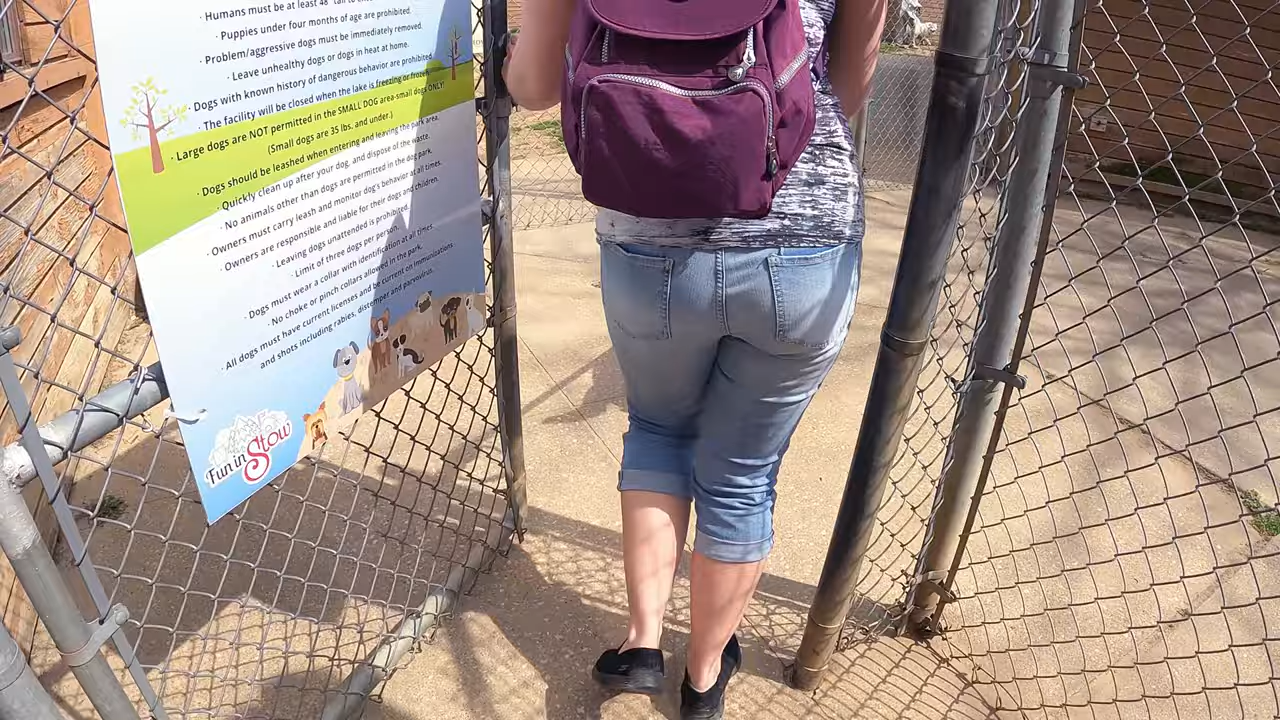 · Humans must be at least 48" tall to
· Puppies under four months of age are prohibited.
· Problem/aggressive dogs must be immediately removed.
· Leave unhealthy dogs or dogs in heat at home.
· Dogs with known history of dangerous behavior are prohibited.
· The facility will be closed when the lake is freezing or frozen.
· Large dogs are NOT permitted in the SMALL DOG area-small dogs ONLY!
(Small dogs are 35 lbs. and under.)
· Dogs should be leashed when entering and leaving the park area.
· Quickly clean up after your dog, and dispose of the waste.
· No animals other than dogs are permitted in the dog park.
· Owners must carry leash and monitor dog's behavior at all times.
· Owners are responsible and liable for their dogs and children.
· Leaving dogs unattended is prohibited.
· Limit of three dogs per person.
· Dogs must wear a collar with identification at all times.
· No choke or pinch collars allowed in the park.
· All dogs must have current licenses and be current on immunizations
and shots including rabies, distemper and parvovirus.
Fun in Stow